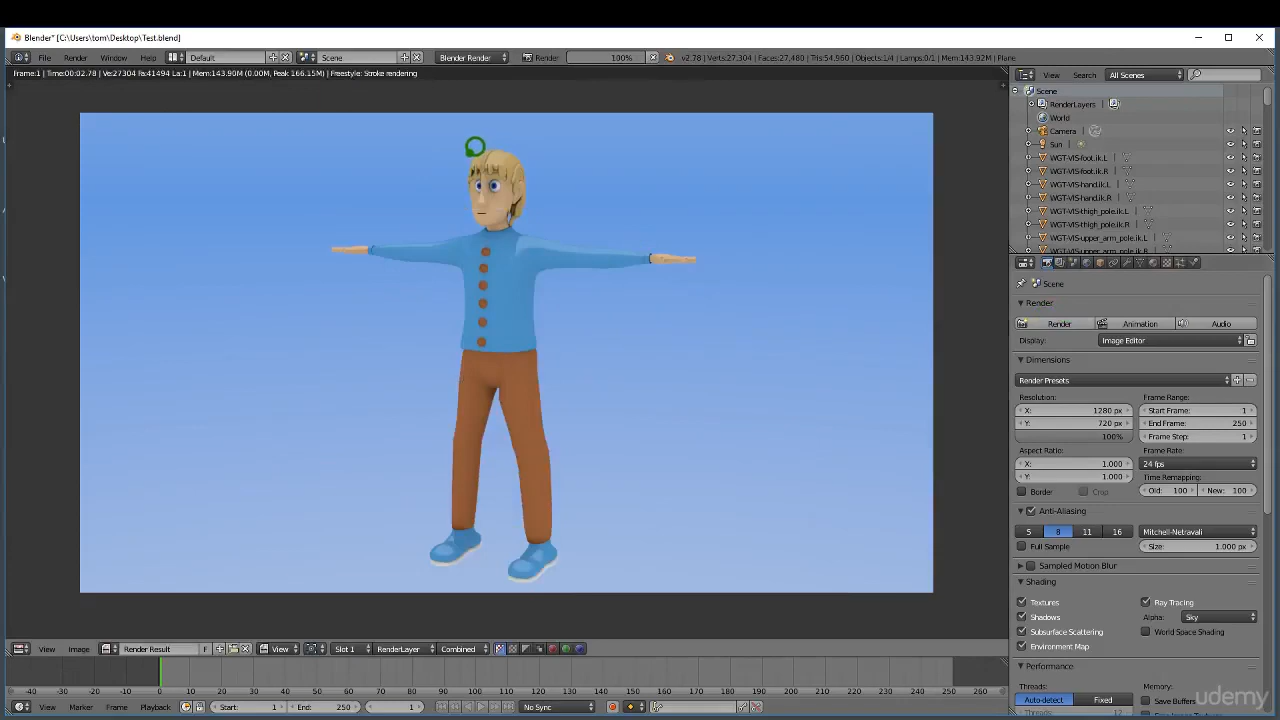 Blender* [C:\Users\tom\Desktop\Test.blend]
File Render Window Help Default Scene Blender Render Render 100% v2.78 | Verts:27,304 | Faces:27,480 | Tris:54,960 | Objects:1/4 | Lamps:0/1 | Mem:143.92M | Plane
Frame:1 | Time:00:02.78 | Ve:27304 Fa:41494 La:1 | Mem:143.90M (0.00M, Peak 166.15M) | Freestyle: Stroke rendering
View Search All Scenes
Scene
RenderLayers
World
Camera
Sun
WGT-VIS-foot.ik.L
WGT-VIS-foot.ik.R
WGT-VIS-hand.ik.L
WGT-VIS-hand.ik.R
WGT-VIS-thigh_pole.ik.L
WGT-VIS-thigh_pole.ik.R
WGT-VIS-upper_arm_pole.ik.L
WGT-VIS-upper_arm_pole.ik.R
Scene
Render
Render Animation Audio
Display: Image Editor
Dimensions
Render Presets
Resolution: Frame Range:
X: 1280 px Start Frame: 1
Y: 720 px End Frame: 250
100% Frame Step: 1
Aspect Ratio: Frame Rate:
X: 1.000 24 fps
Y: 1.000 Time Remapping:
Border Crop Old: 100 New: 100
Anti-Aliasing
5 8 11 16 Mitchell-Netravali
Full Sample Size: 1.000 px
Sampled Motion Blur
Shading
Textures Ray Tracing
Shadows Alpha: Sky
Subsurface Scattering World Space Shading
Environment Map
Performance
Threads: Memory:
Auto-detect Fixed Save Buffers
View Image Render Result F View Slot 1 RenderLayer Combined
-40 -30 -20 -10 0 10 20 30 40 50 60 70 80 90 100 110 120 130 140 150 160 170 180 190 200 210 220 230 240 250 260
View Marker Frame Playback Start: 1 End: 250 1 No Sync
udemy